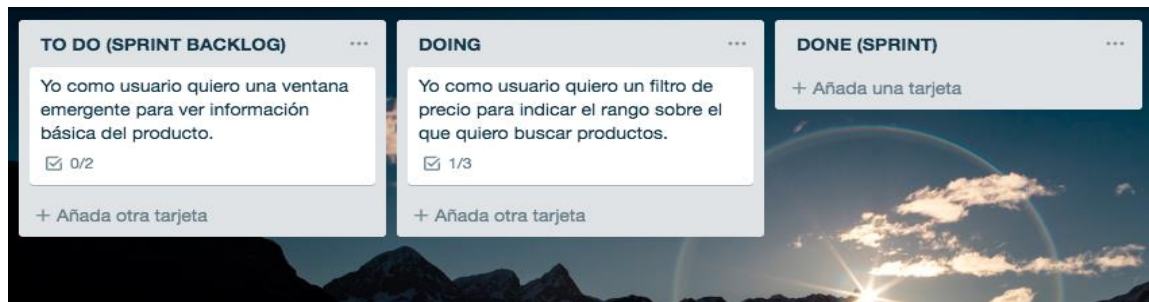 TO DO (SPRINT BACKLOG)
Yo como usuario quiero una ventana
emergente para ver información
básica del producto.
0/2
+ Añada otra tarjeta
DOING
Yo como usuario quiero un filtro de
precio para indicar el rango sobre el
que quiero buscar productos.
1/3
+ Añada otra tarjeta
DONE (SPRINT)
+ Añada una tarjeta